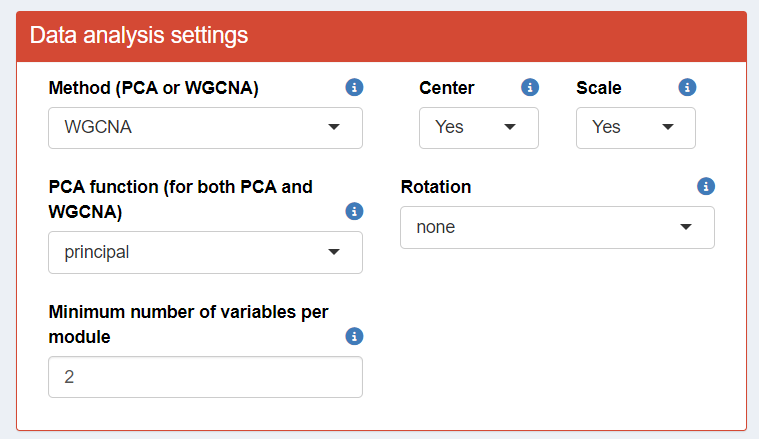 Data analysis settings
Method (PCA or WGCNA)
Center
Scale
WGCNA
Yes
Yes
PCA function (for both PCA and
WGCNA)
Rotation
principal
none
Minimum number of variables per
module
2